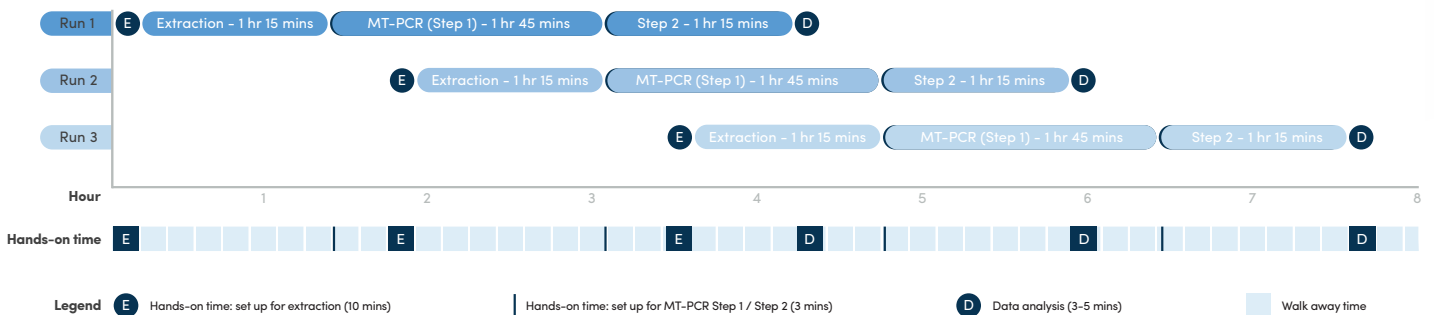 Run 1 E Extraction - 1 hr 15 mins MT-PCR (Step 1) - 1 hr 45 mins Step 2 - 1 hr 15 mins D
Run 2 E Extraction - 1 hr 15 mins MT-PCR (Step 1) - 1 hr 45 mins Step 2 - 1 hr 15 mins D
Run 3 E Extraction - 1 hr 15 mins MT-PCR (Step 1) - 1 hr 45 mins Step 2 - 1 hr 15 mins D
Hour 1 2 3 4 5 6 7 8
Hands-on time E E E D D D
Legend E Hands-on time: set up for extraction (10 mins) Hands-on time: set up for MT-PCR Step 1 / Step 2 (3 mins) D Data analysis (3-5 mins) Walk away time